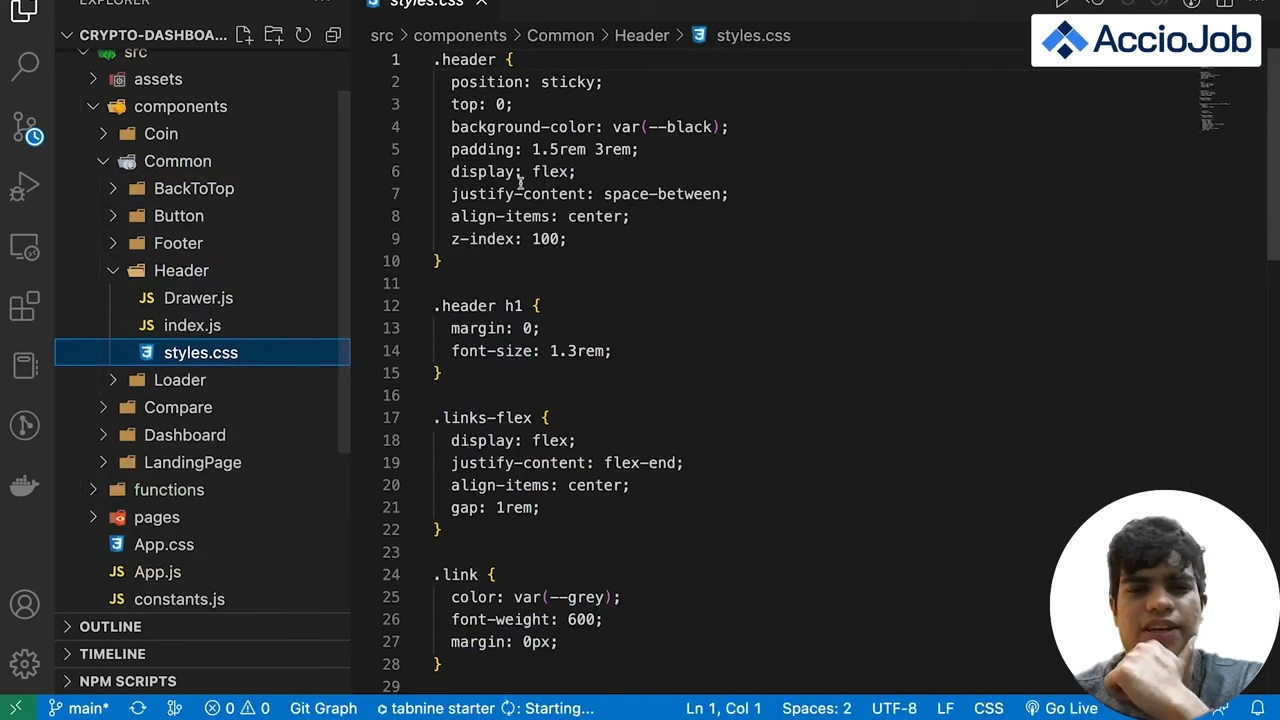 EXPLORER
styles.css
AccioJob
CRYPTO-DASHBOA...
src > components > Common > Header > styles.css
src
assets
components
Coin
Common
BackToTop
Button
Footer
Header
JS Drawer.js
JS index.js
styles.css
Loader
Compare
Dashboard
LandingPage
functions
pages
App.css
JS App.js
JS constants.js
OUTLINE
TIMELINE
NPM SCRIPTS
1 .header {
2 position: sticky;
3 top: 0;
4 background-color: var(--black);
5 padding: 1.5rem 3rem;
6 display: flex;
7 justify-content: space-between;
8 align-items: center;
9 z-index: 100;
10 }
11
12 .header h1 {
13 margin: 0;
14 font-size: 1.3rem;
15 }
16
17 .links-flex {
18 display: flex;
19 justify-content: flex-end;
20 align-items: center;
21 gap: 1rem;
22 }
23
24 .link {
25 color: var(--grey);
26 font-weight: 600;
27 margin: 0px;
28 }
29
main* 0 0 Git Graph tabnine starter : Starting... Ln 1, Col 1 Spaces: 2 UTF-8 LF CSS Go Live